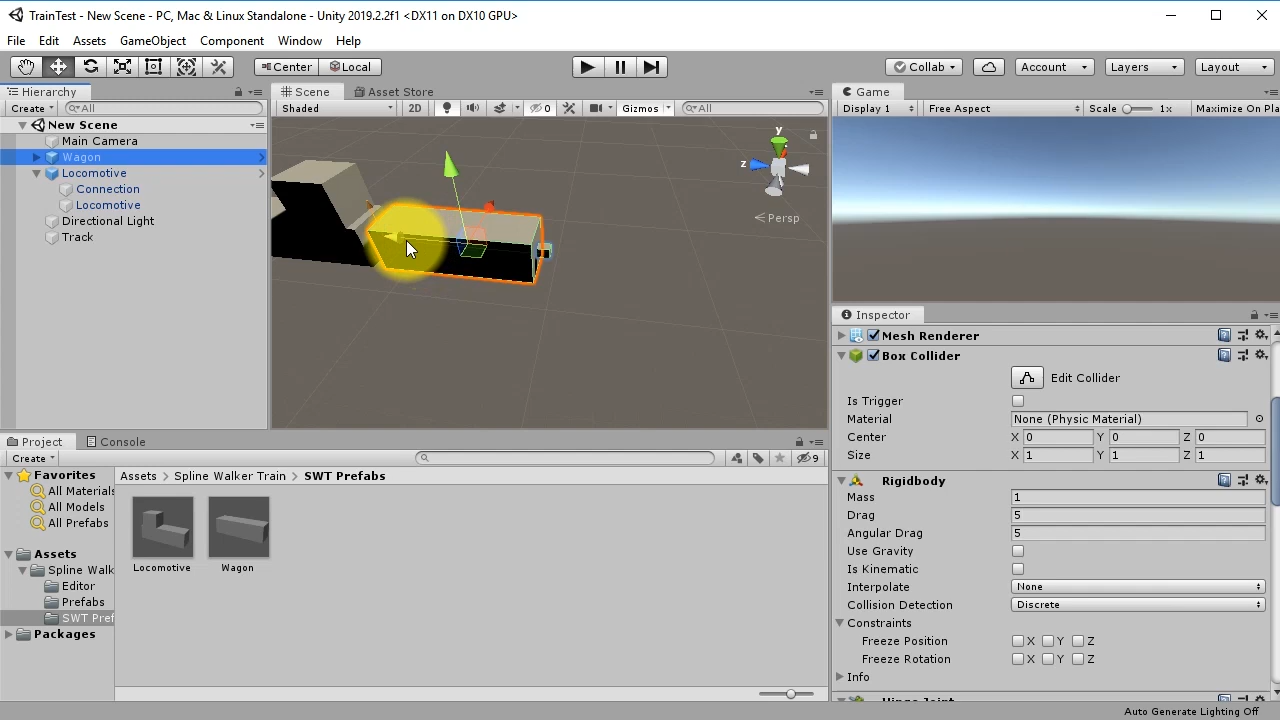 TrainTest - New Scene - PC, Mac & Linux Standalone - Unity 2019.2.2f1 <DX11 on DX10 GPU>
File Edit Assets GameObject Component Window Help
Center Local Collab Account Layers Layout
Hierarchy Scene Asset Store Game
Create All Shaded 2D 0 Gizmos All Display 1 Free Aspect Scale 1x Maximize On Pla
New Scene
Main Camera
Wagon
Locomotive
Connection
Locomotive
Directional Light
Track
y
z
Persp
Inspector
Mesh Renderer
Box Collider
Edit Collider
Is Trigger
Material None (Physic Material)
Center X 0 Y 0 Z 0
Size X 1 Y 1 Z 1
Rigidbody
Mass 1
Drag 5
Angular Drag 5
Use Gravity
Is Kinematic
Interpolate None
Collision Detection Discrete
Constraints
Freeze Position X Y Z
Freeze Rotation X Y Z
Info
Project Console
Create 9
Favorites
All Materials
All Models
All Prefabs
Assets
Spline Walk
Editor
Prefabs
SWT Pref
Packages
Assets Spline Walker Train SWT Prefabs
Locomotive Wagon
Auto Generate Lighting Off